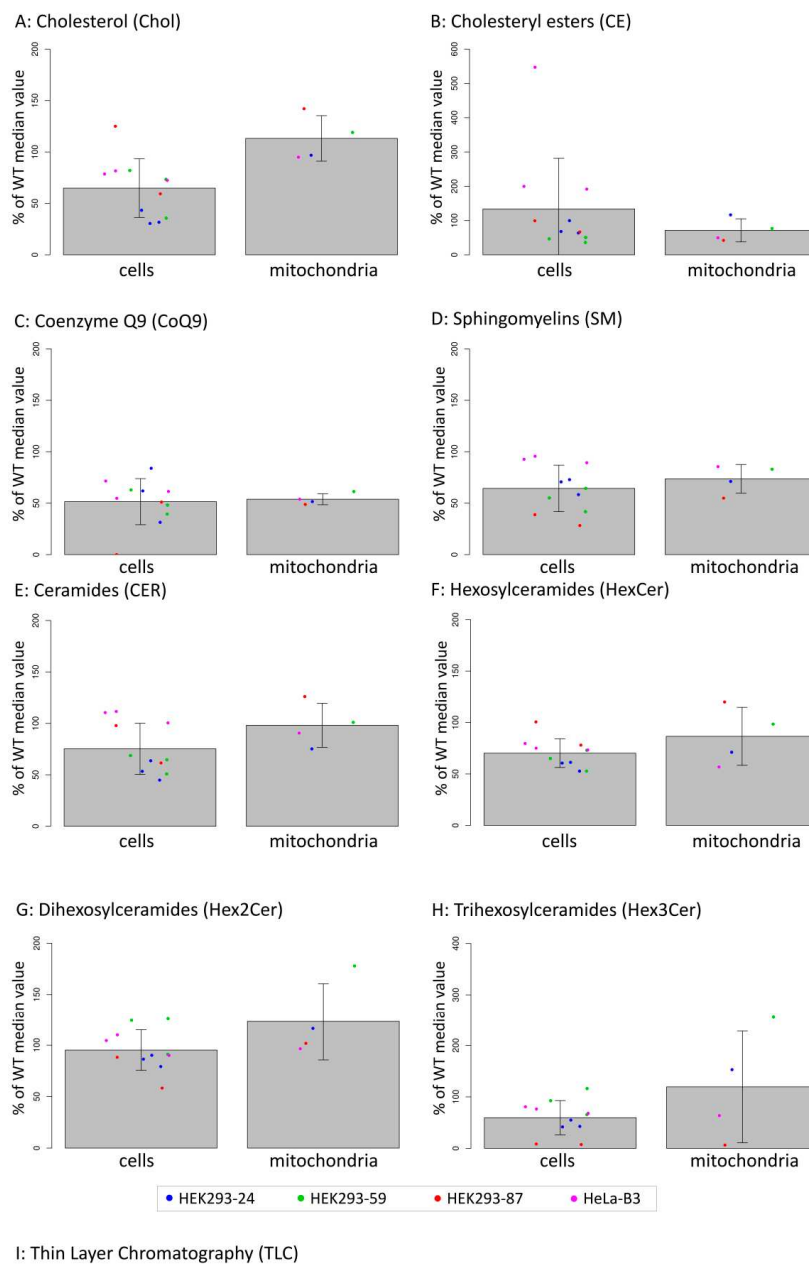 A: Cholesterol (Chol)
B: Cholesteryl esters (CE)
% of WT median value
200
150
100
50
0
cells
mitochondria
% of WT median value
600
500
400
300
200
100
0
cells
mitochondria
C: Coenzyme Q9 (CoQ9)
D: Sphingomyelins (SM)
% of WT median value
200
150
100
50
0
cells
mitochondria
% of WT median value
200
150
100
50
0
cells
mitochondria
E: Ceramides (CER)
F: Hexosylceramides (HexCer)
% of WT median value
200
150
100
50
0
cells
mitochondria
% of WT median value
200
150
100
50
0
cells
mitochondria
G: Dihexosylceramides (Hex2Cer)
H: Trihexosylceramides (Hex3Cer)
% of WT median value
200
150
100
50
0
cells
mitochondria
% of WT median value
400
300
200
100
0
cells
mitochondria
HEK293-24 HEK293-59 HEK293-87 HeLa-B3
I: Thin Layer Chromatography (TLC)